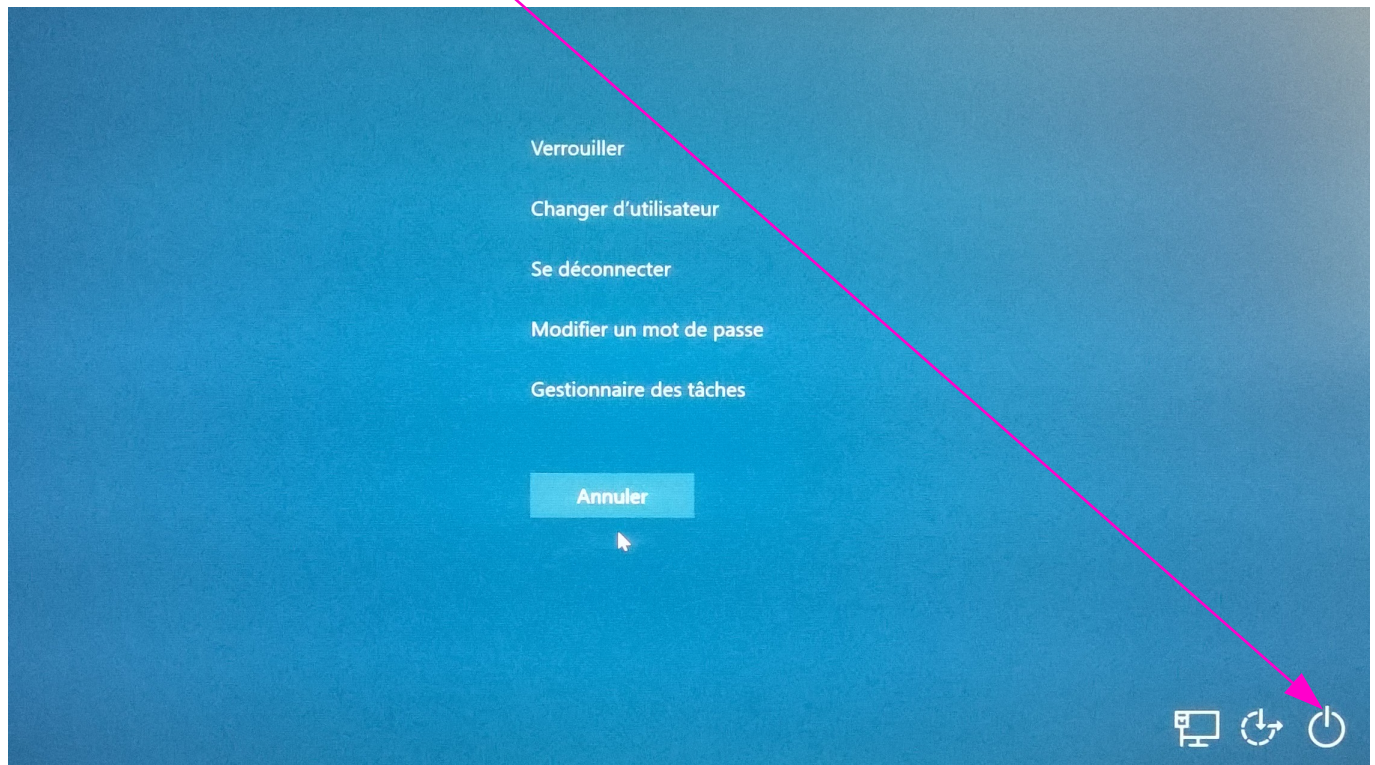 Verrouiller
Changer d'utilisateur
Se déconnecter
Modifier un mot de passe
Gestionnaire des tâches
Annuler